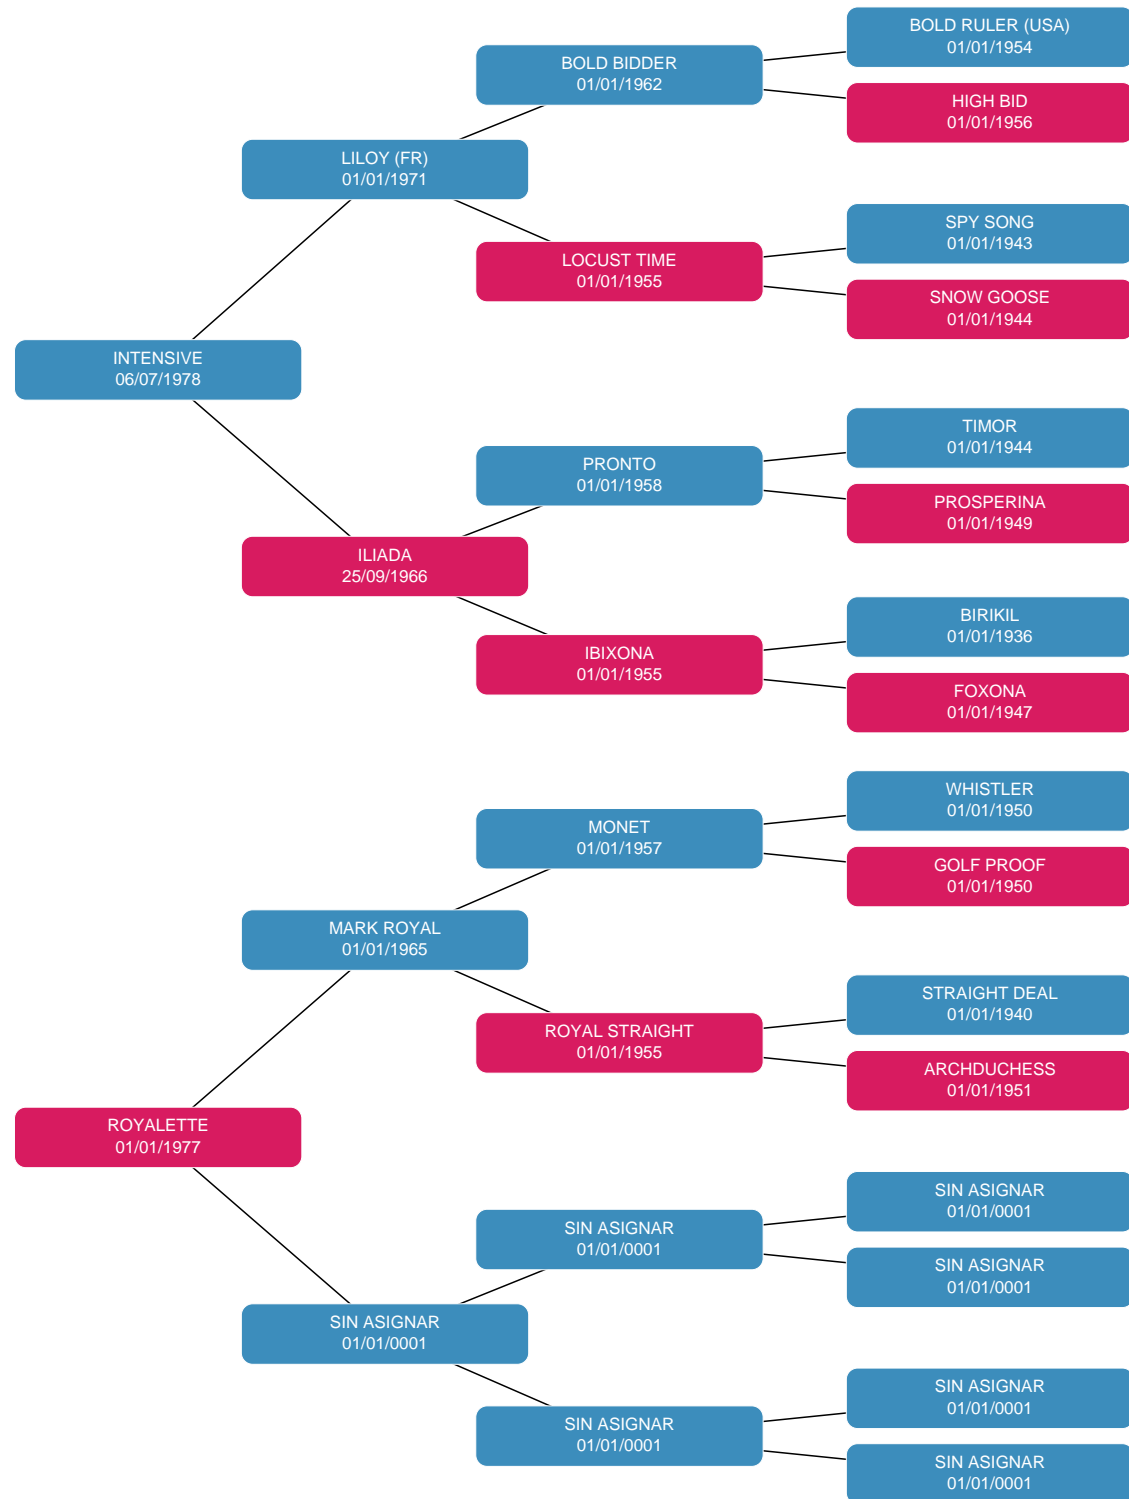 BOLD RULER (USA)
01/01/1954
BOLD BIDDER
01/01/1962
HIGH BID
01/01/1956
LILOY (FR)
01/01/1971
SPY SONG
01/01/1943
LOCUST TIME
01/01/1955
SNOW GOOSE
01/01/1944
INTENSIVE
06/07/1978
TIMOR
01/01/1944
PRONTO
01/01/1958
PROSPERINA
01/01/1949
ILIADA
25/09/1966
BIRIKIL
01/01/1936
IBIXONA
01/01/1955
FOXONA
01/01/1947
WHISTLER
01/01/1950
MONET
01/01/1957
GOLF PROOF
01/01/1950
MARK ROYAL
01/01/1965
STRAIGHT DEAL
01/01/1940
ROYAL STRAIGHT
01/01/1955
ARCHDUCHESS
01/01/1951
ROYALETTE
01/01/1977
SIN ASIGNAR
01/01/0001
SIN ASIGNAR
01/01/0001
SIN ASIGNAR
01/01/0001
SIN ASIGNAR
01/01/0001
SIN ASIGNAR
01/01/0001
SIN ASIGNAR
01/01/0001
SIN ASIGNAR
01/01/0001